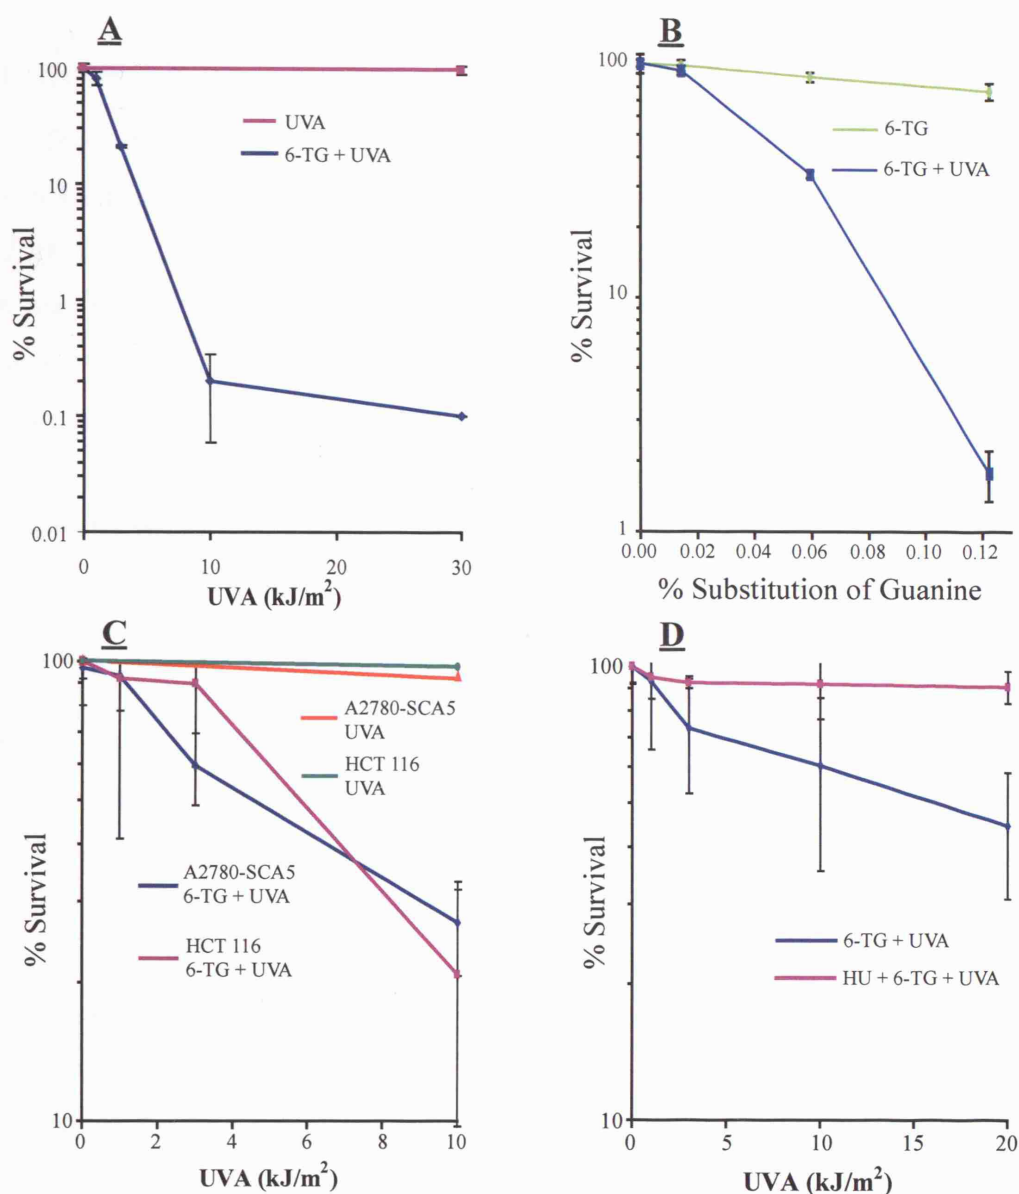 A
100
10
1
0.1
0.01
% Survival
UVA
6-TG + UVA
0
10
20
30
UVA (kJ/m²)
B
100
10
1
% Survival
6-TG
6-TG + UVA
0.00
0.02
0.04
0.06
0.08
0.10
0.12
% Substitution of Guanine
C
100
10
% Survival
A2780-SCA5
UVA
HCT 116
UVA
A2780-SCA5
6-TG + UVA
HCT 116
6-TG + UVA
0
2
4
6
8
10
UVA (kJ/m²)
D
100
10
% Survival
6-TG + UVA
HU + 6-TG + UVA
0
5
10
15
20
UVA (kJ/m²)